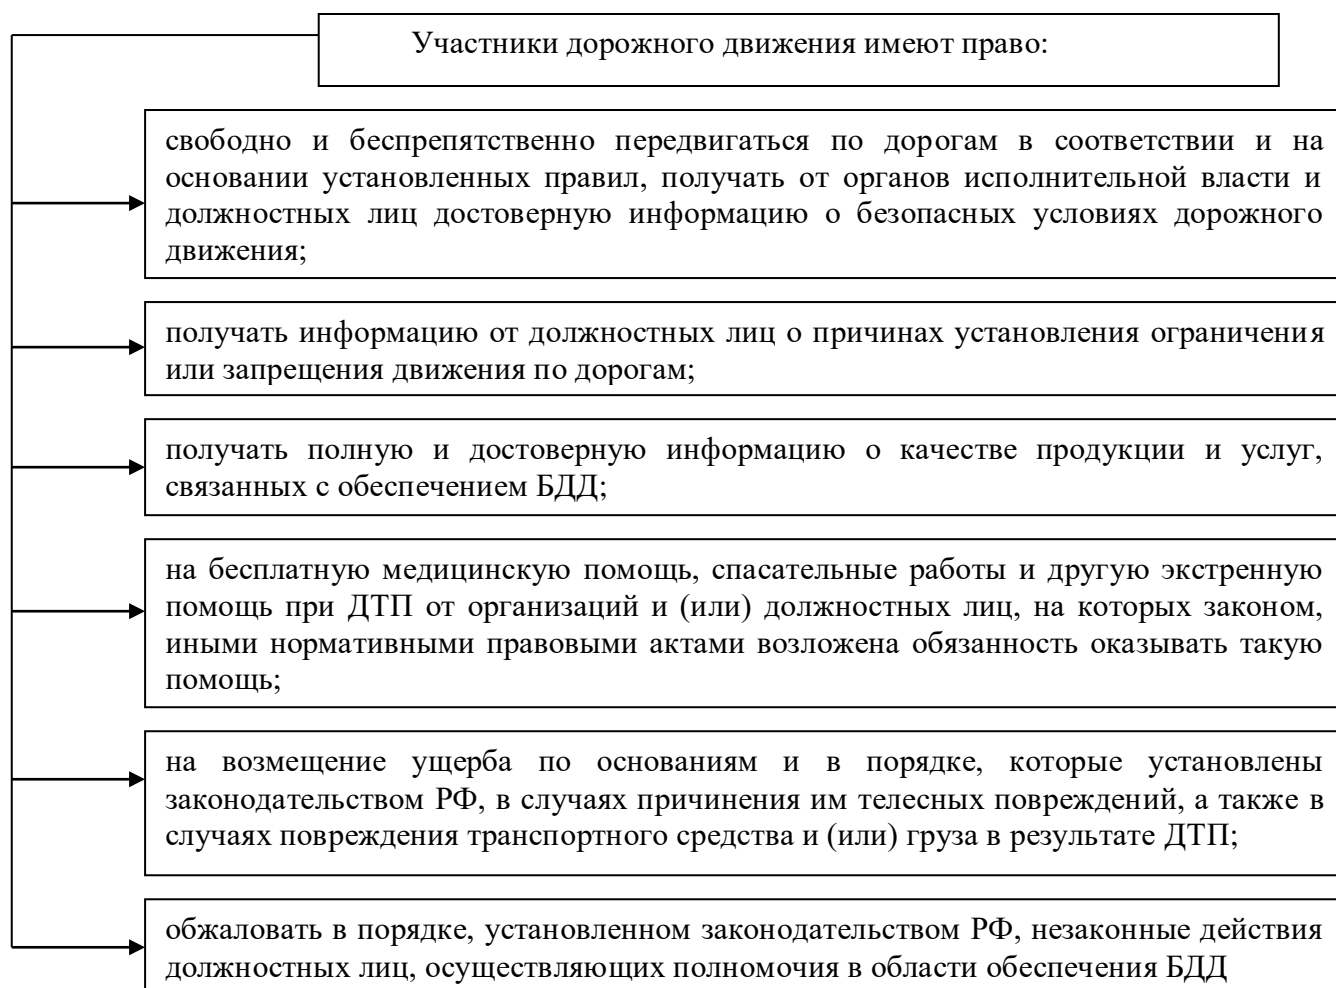 Участники дорожного движения имеют право:
свободно и беспрепятственно передвигаться по дорогам в соответствии и на
основании установленных правил, получать от органов исполнительной власти и
должностных лиц достоверную информацию о безопасных условиях дорожного
движения;
получать информацию от должностных лиц о причинах установления ограничения
или запрещения движения по дорогам;
получать полную и достоверную информацию о качестве продукции и услуг,
связанных с обеспечением БДД;
на бесплатную медицинскую помощь, спасательные работы и другую экстренную
помощь при ДТП от организаций и (или) должностных лиц, на которых законом,
иными нормативными правовыми актами возложена обязанность оказывать такую
помощь;
на возмещение ущерба по основаниям и в порядке, которые установлены
законодательством РФ, в случаях причинения им телесных повреждений, а также в
случаях повреждения транспортного средства и (или) груза в результате ДТП;
обжаловать в порядке, установленном законодательством РФ, незаконные действия
должностных лиц, осуществляющих полномочия в области обеспечения БДД